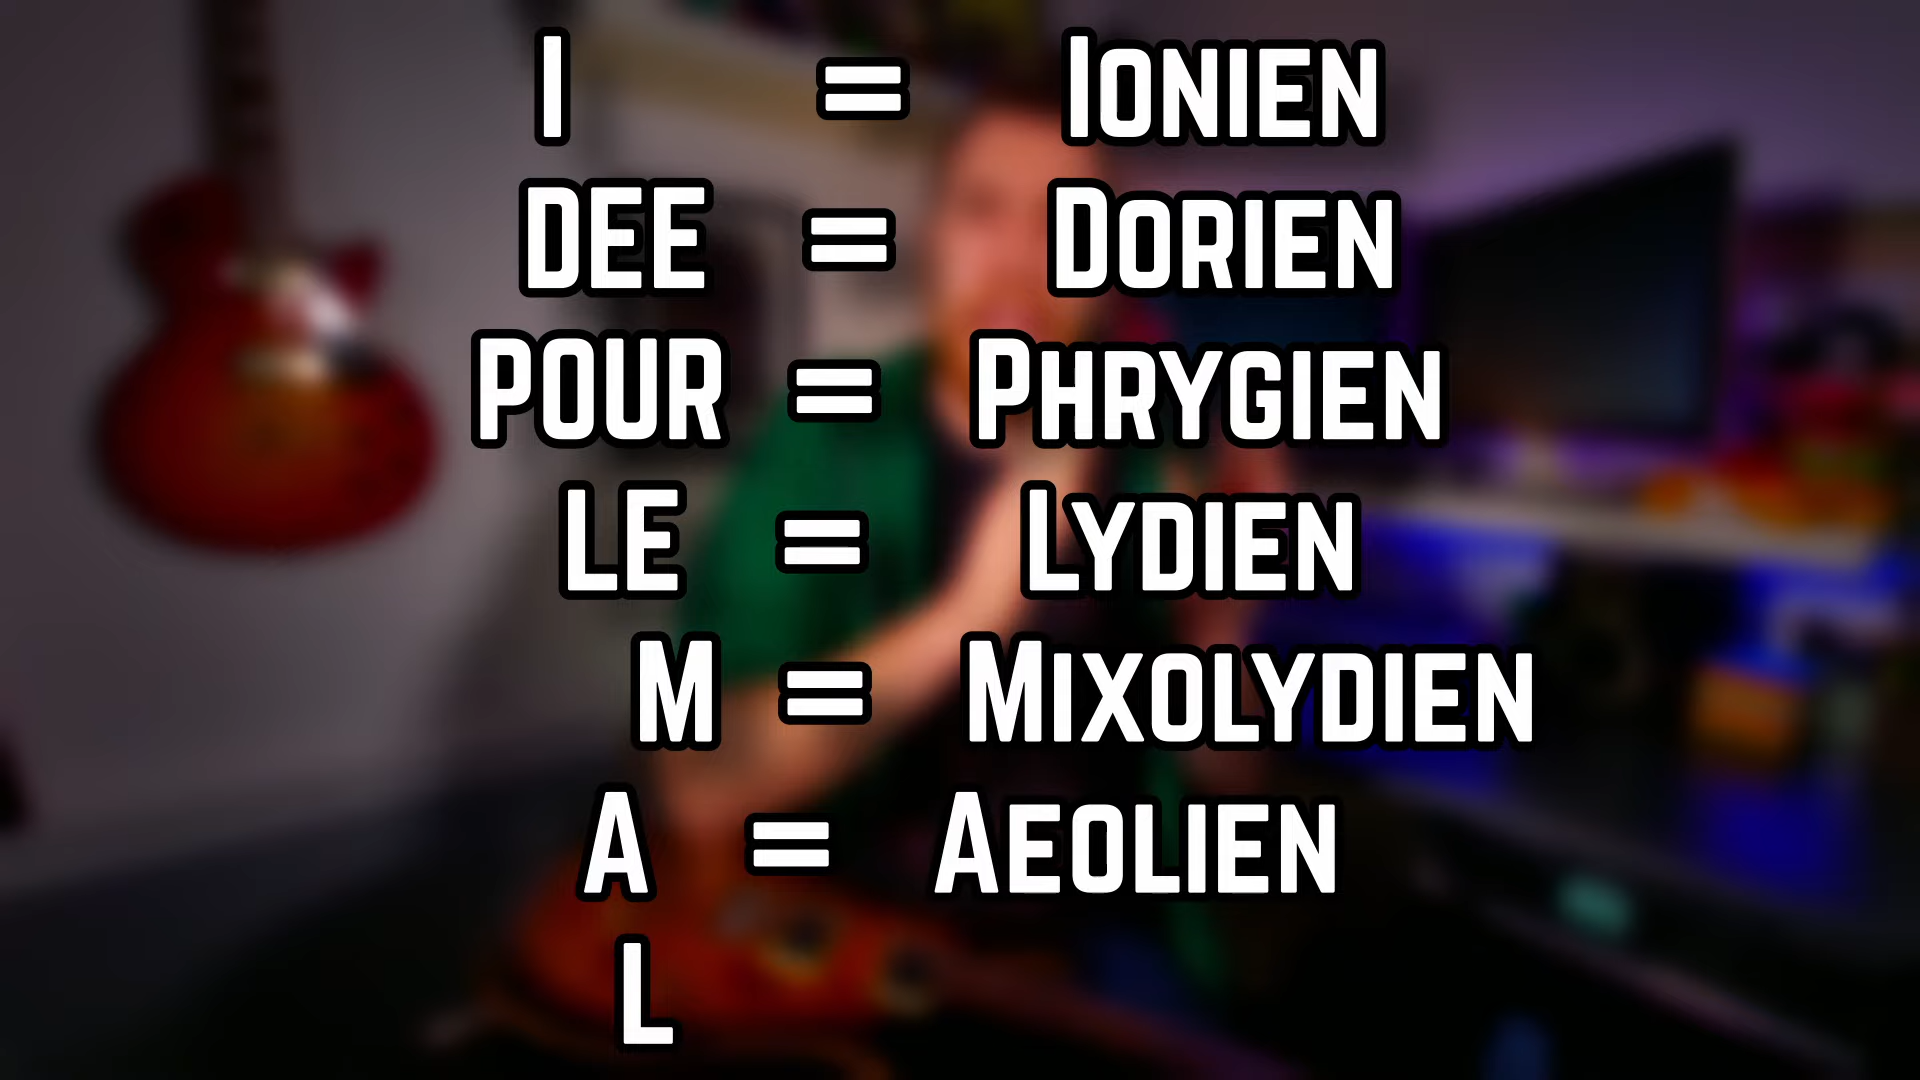 I = Ionien
DEE = Dorien
POUR = Phrygien
LE = Lydien
M = Mixolydien
A = Aeolien
L